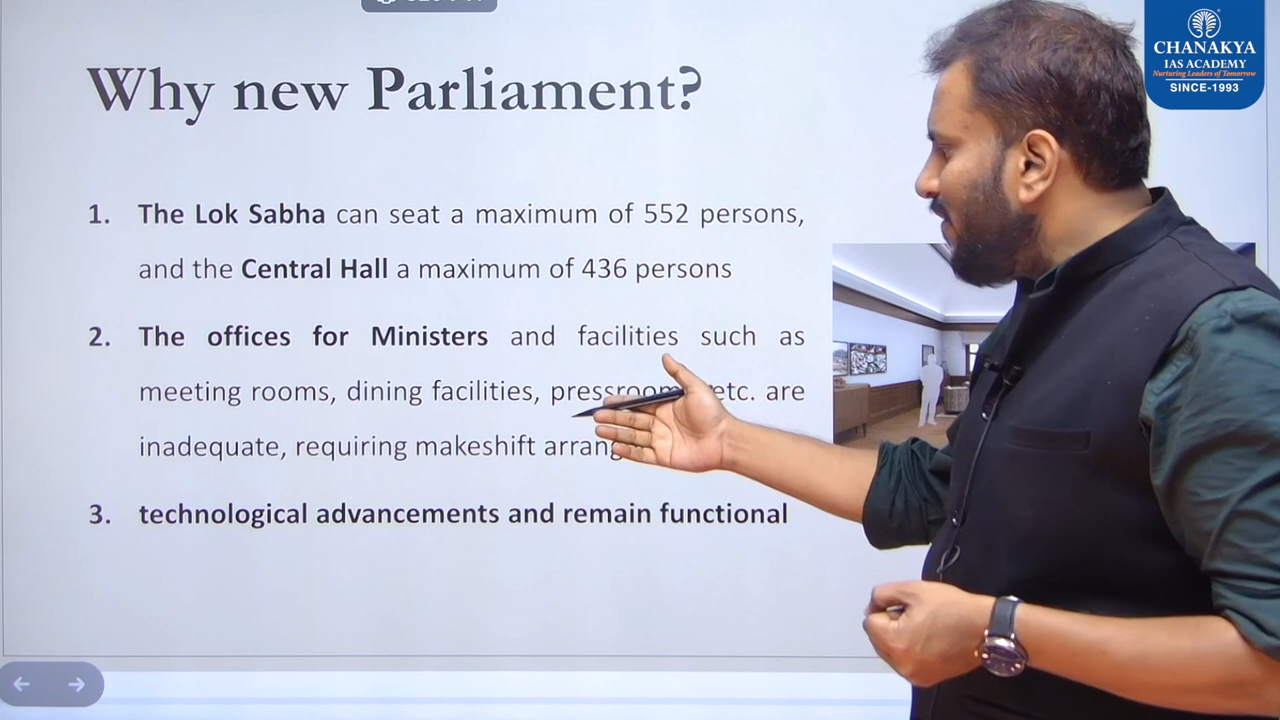 Why new Parliament?
1. The Lok Sabha can seat a maximum of 552 persons,
and the Central Hall a maximum of 436 persons
2. The offices for Ministers and facilities such as
meeting rooms, dining facilities, pressroom etc. are
inadequate, requiring makeshift
3. technological advancements and remain functional
CHANAKYA
IAS ACADEMY
Nurturing Leaders of Tomorrow
SINCE-1993